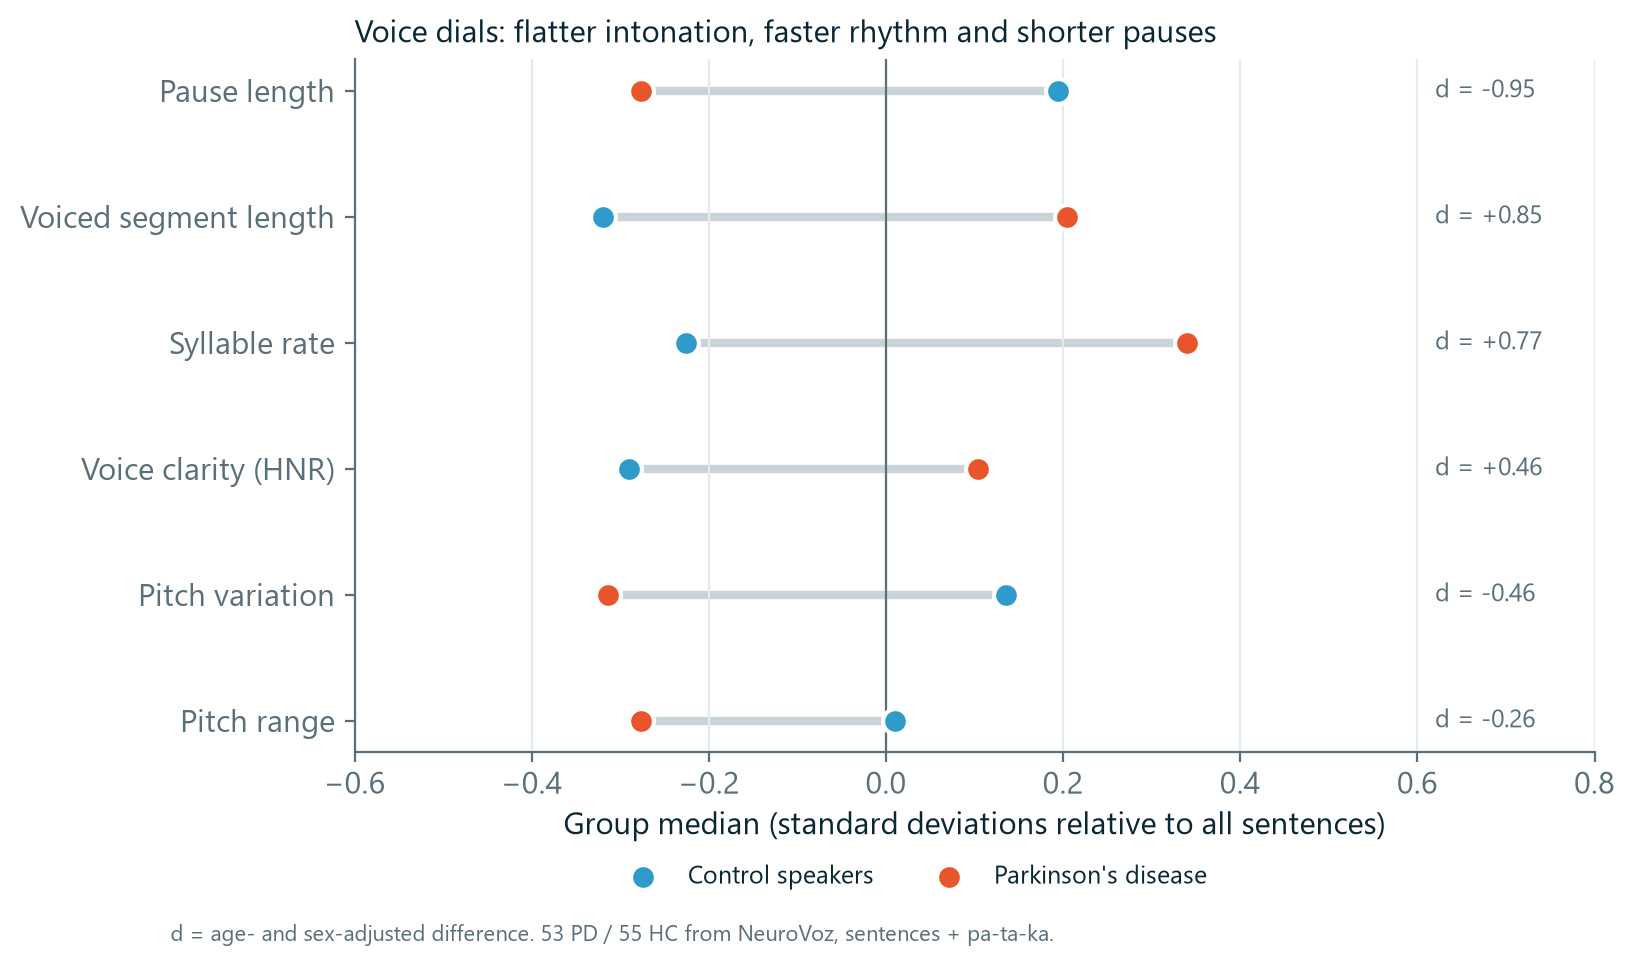 Voice dials: flatter intonation, faster rhythm and shorter pauses
Pause length
d = -0.95
Voiced segment length
d = +0.85
Syllable rate
d = +0.77
Voice clarity (HNR)
d = +0.46
Pitch variation
d = -0.46
Pitch range
d = -0.26
−0.6 −0.4 −0.2 0.0 0.2 0.4 0.6 0.8
Group median (standard deviations relative to all sentences)
Control speakers Parkinson's disease
d = age- and sex-adjusted difference. 53 PD / 55 HC from NeuroVoz, sentences + pa-ta-ka.